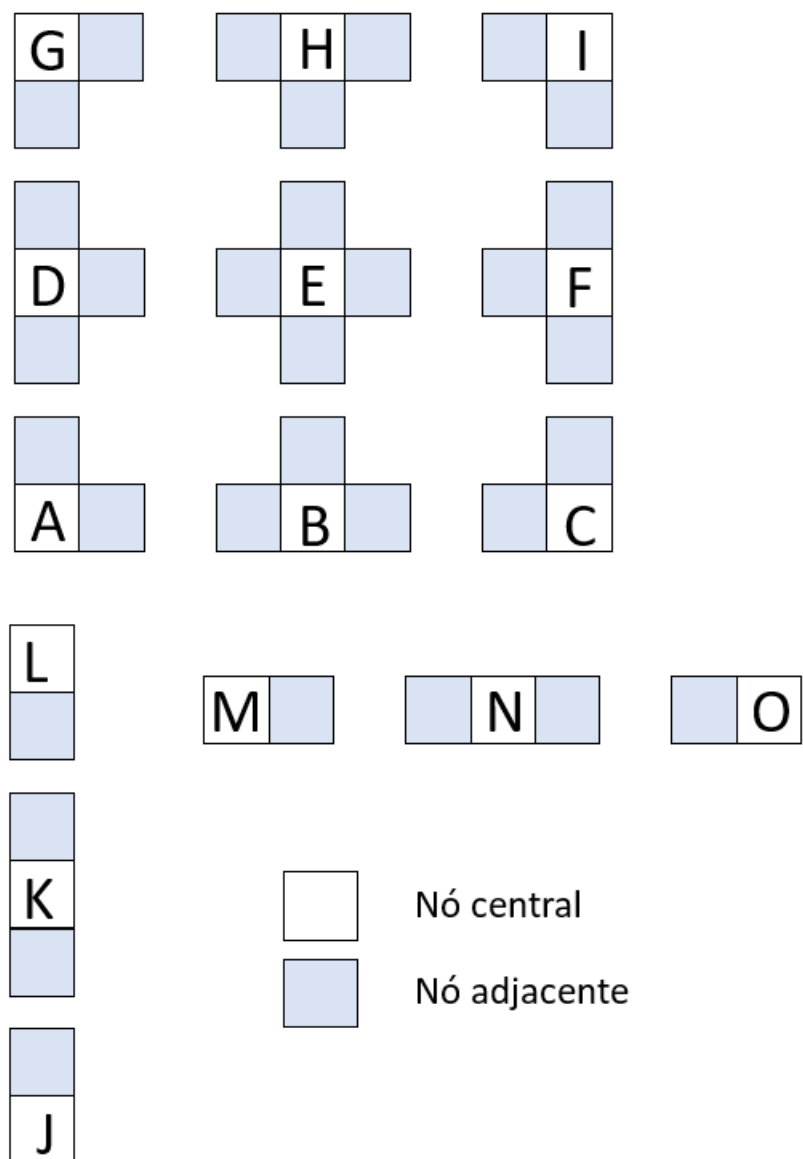 G H I
D E F
A B C
L
M N O
K
Nó central
Nó adjacente
J